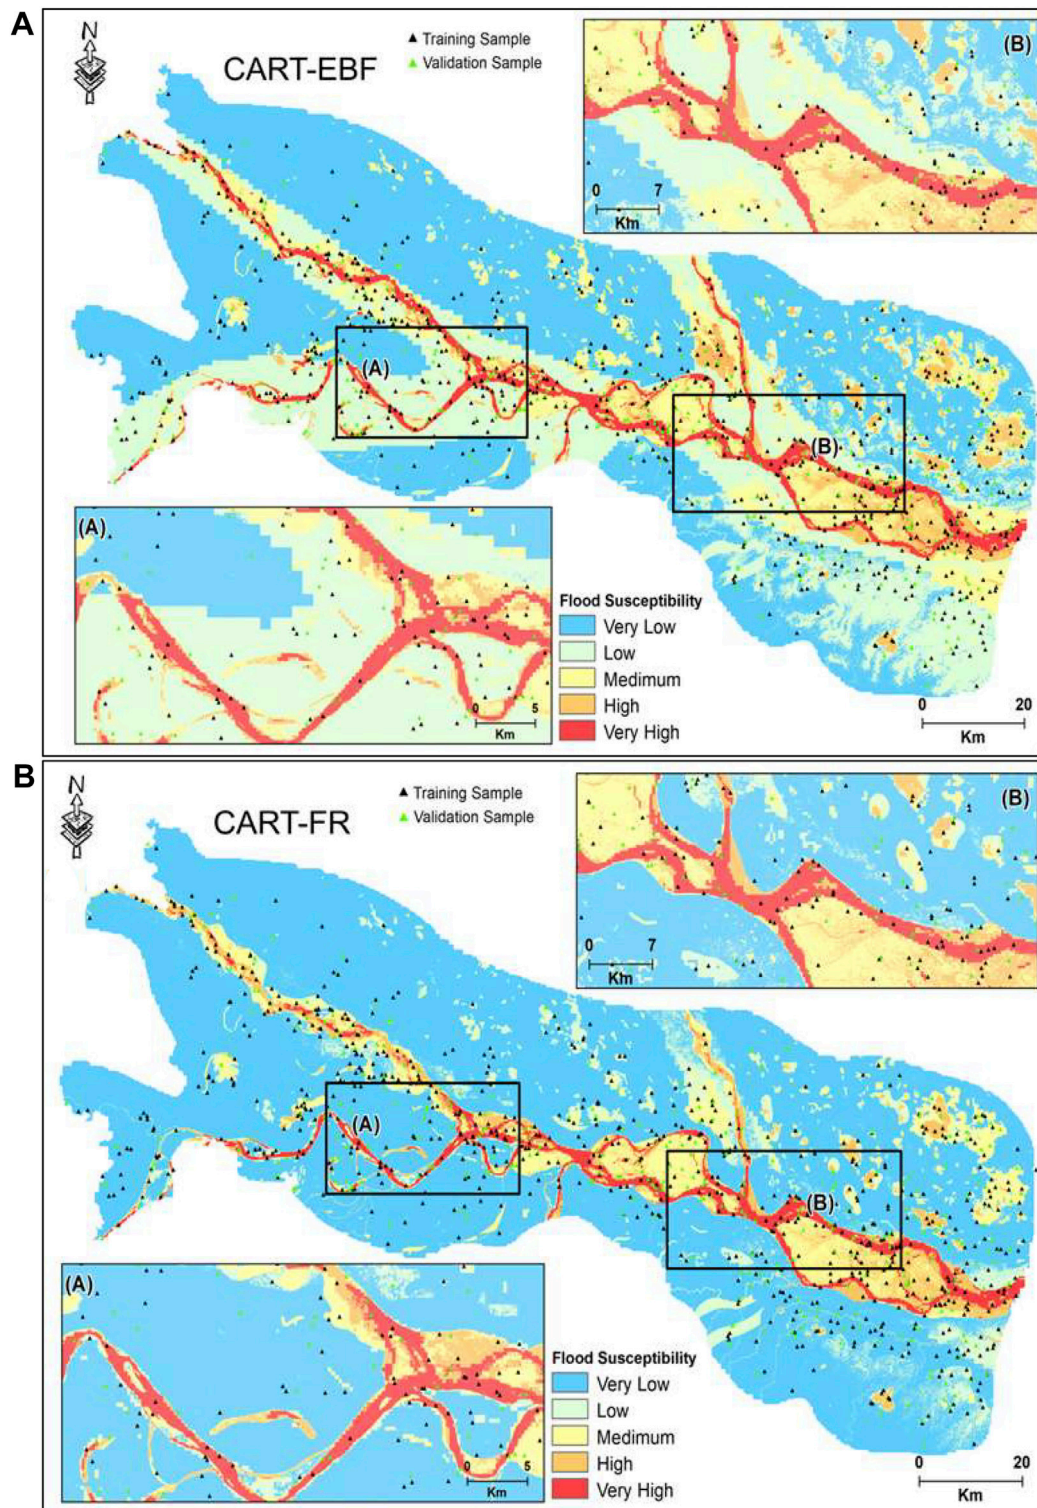 A
N
CART-EBF
Training Sample
Validation Sample
(B)
0 7
Km
(A)
(B)
(A)
0 5
Km
Flood Susceptibility
Very Low
Low
Medimum
High
Very High
0 20
Km
B
N
CART-FR
Training Sample
Validation Sample
(B)
0 7
Km
(A)
(B)
(A)
0 5
Km
Flood Susceptibility
Very Low
Low
Medimum
High
Very High
0 20
Km